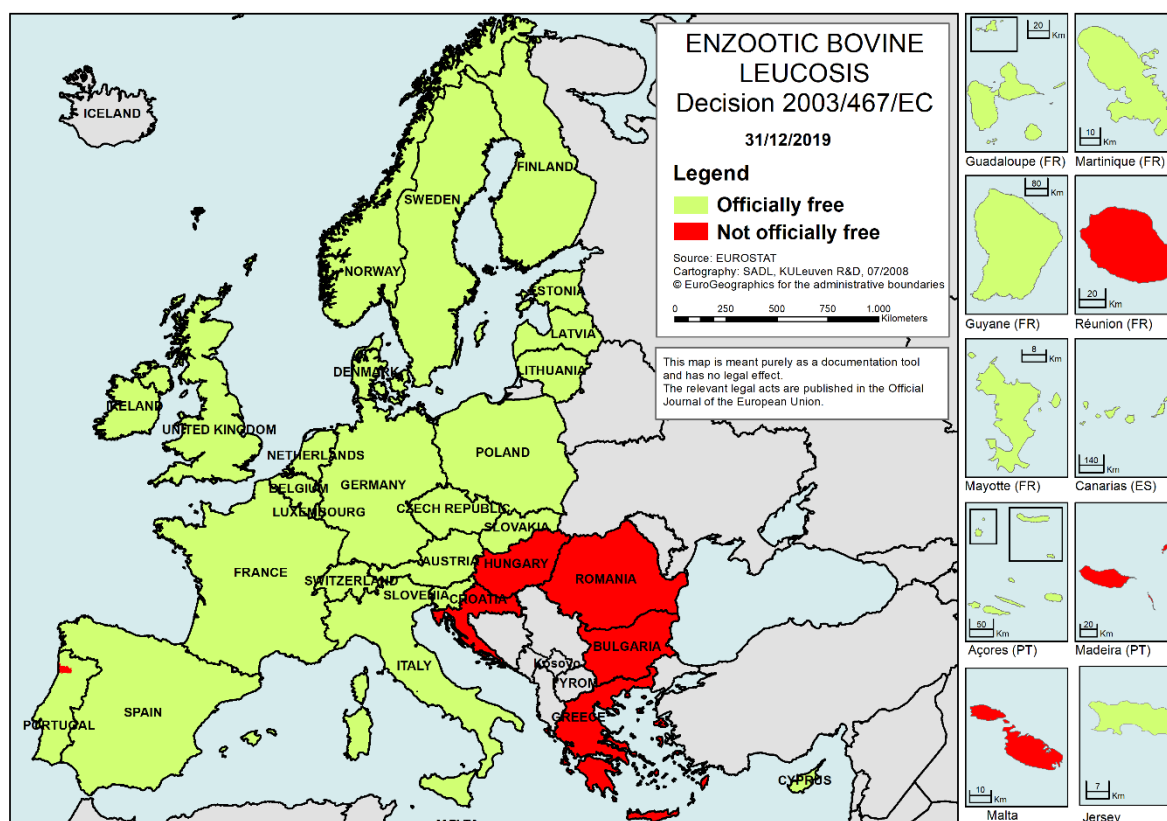 ENZOOTIC BOVINE
LEUCOSIS
Decision 2003/467/EC
31/12/2019
Legend
Officially free
Not officially free
Source: EUROSTAT
Cartography: SADL, KULeuven R&D, 07/2008
© EuroGeographics for the administrative boundaries
0 250 500 750 1.000
Kilometers
This map is meant purely as a documentation tool
and has no legal effect.
The relevant legal acts are published in the Official
Journal of the European Union.
ICELAND
FINLAND
SWEDEN
NORWAY
ESTONIA
LATVIA
DENMARK
LITHUANIA
IRELAND
UNITED KINGDOM
NETHERLANDS
POLAND
BELGIUM
GERMANY
LUXEMBOURG
CZECH REPUBLIC
SLOVAKIA
AUSTRIA
HUNGARY
FRANCE
SWITZERLAND
ROMANIA
SLOVENIA
CROATIA
BULGARIA
ITALY
Kosovo
YROM
SPAIN
PORTUGAL
GREECE
CYPRUS
20
Km
Guadaloupe (FR)
10
Km
Martinique (FR)
80
Km
Guyane (FR)
20
Km
Réunion (FR)
8
Km
Mayotte (FR)
140
Km
Canarias (ES)
50
Km
Açores (PT)
20
Km
Madeira (PT)
10
Km
Malta
7
Km
Jersey